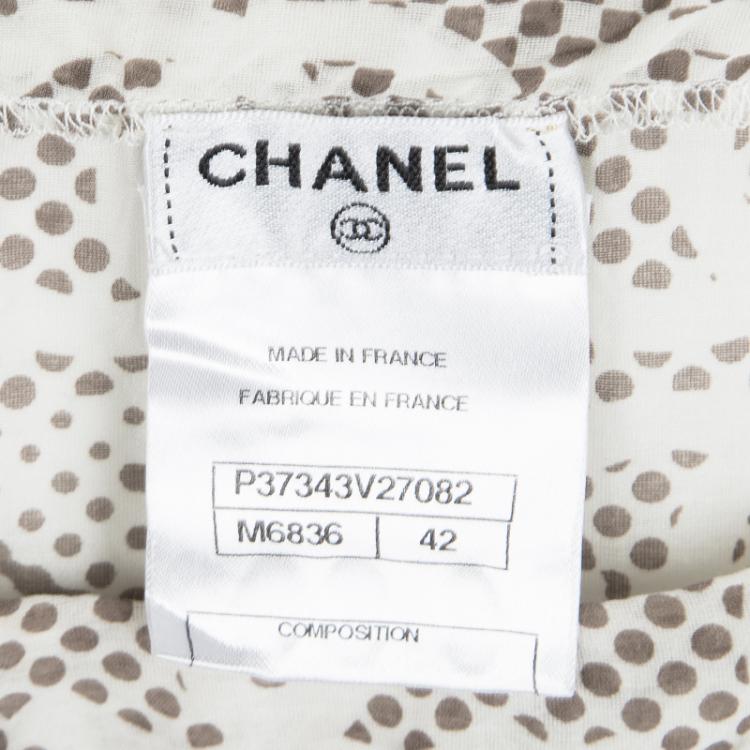 CHANEL
MADE IN FRANCE
FABRIQUE EN FRANCE
P37343V27082
M6836 42
COMPOSITION